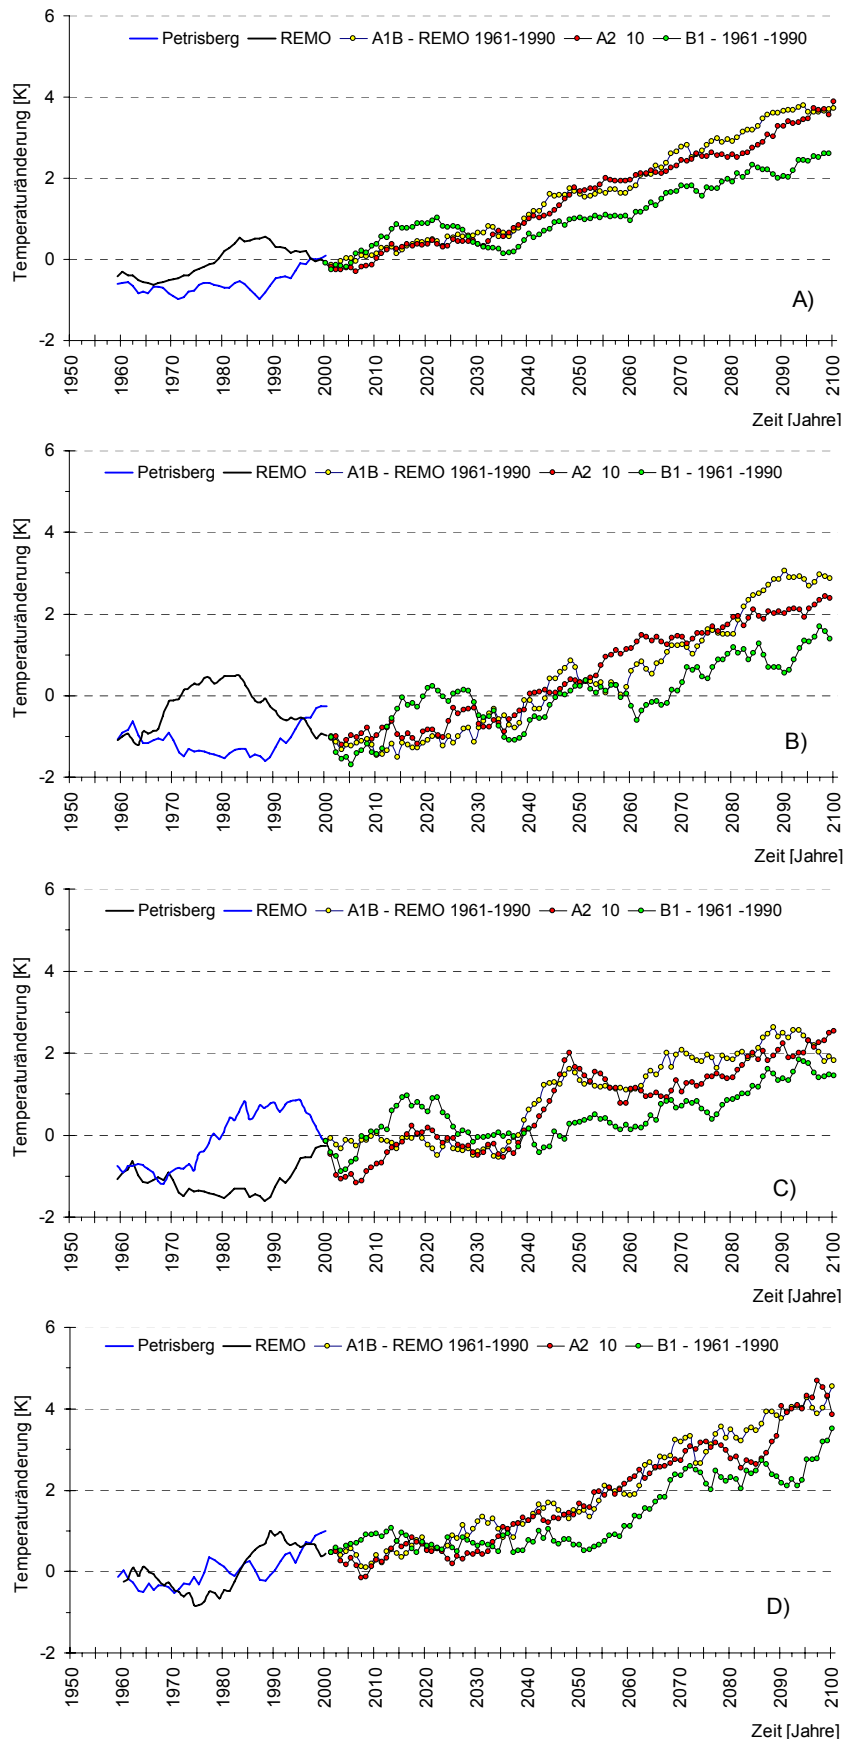 6
Petrisberg REMO A1B - REMO 1961-1990 A2 10 B1 - 1961 -1990
4
2
0
-2
Temperaturänderung [K]
A)
1950 1960 1970 1980 1990 2000 2010 2020 2030 2040 2050 2060 2070 2080 2090 2100
Zeit [Jahre]
6
Petrisberg REMO A1B - REMO 1961-1990 A2 10 B1 - 1961 -1990
4
2
0
-2
Temperaturänderung [K]
B)
1950 1960 1970 1980 1990 2000 2010 2020 2030 2040 2050 2060 2070 2080 2090 2100
Zeit [Jahre]
6
Petrisberg REMO A1B - REMO 1961-1990 A2 10 B1 - 1961 -1990
4
2
0
-2
Temperaturänderung [K]
C)
1950 1960 1970 1980 1990 2000 2010 2020 2030 2040 2050 2060 2070 2080 2090 2100
Zeit [Jahre]
6
Petrisberg REMO A1B - REMO 1961-1990 A2 10 B1 - 1961 -1990
4
2
0
-2
Temperaturänderung [K]
D)
1950 1960 1970 1980 1990 2000 2010 2020 2030 2040 2050 2060 2070 2080 2090 2100
Zeit [Jahre]